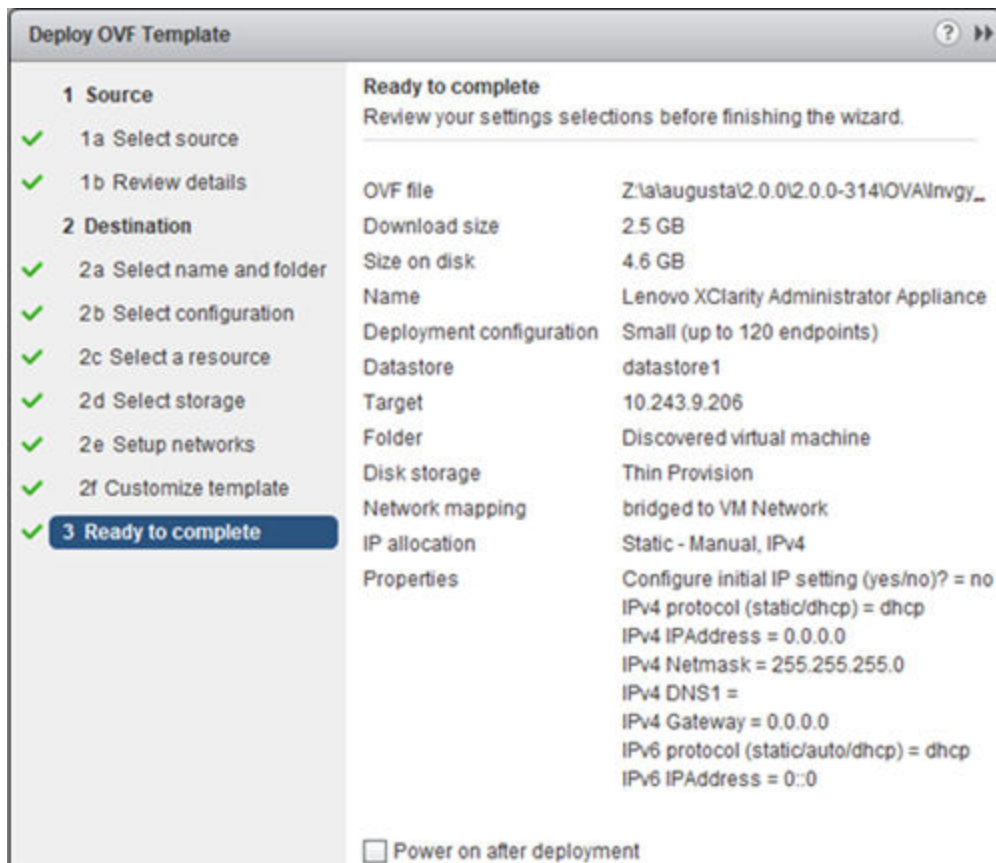 Deploy OVF Template
1 Source
1a Select source
1b Review details
2 Destination
2a Select name and folder
2b Select configuration
2c Select a resource
2d Select storage
2e Setup networks
2f Customize template
3 Ready to complete
Ready to complete
Review your settings selections before finishing the wizard.
OVF file Z:\a\augusta\2.0.0\2.0.0-314\OVA\lnvgy_
Download size 2.5 GB
Size on disk 4.6 GB
Name Lenovo XClarity Administrator Appliance
Deployment configuration Small (up to 120 endpoints)
Datastore datastore1
Target 10.243.9.206
Folder Discovered virtual machine
Disk storage Thin Provision
Network mapping bridged to VM Network
IP allocation Static - Manual, IPv4
Properties Configure initial IP setting (yes/no)? = no
IPv4 protocol (static/dhcp) = dhcp
IPv4 IPAddress = 0.0.0.0
IPv4 Netmask = 255.255.255.0
IPv4 DNS1 =
IPv4 Gateway = 0.0.0.0
IPv6 protocol (static/auto/dhcp) = dhcp
IPv6 IPAddress = 0::0
Power on after deployment